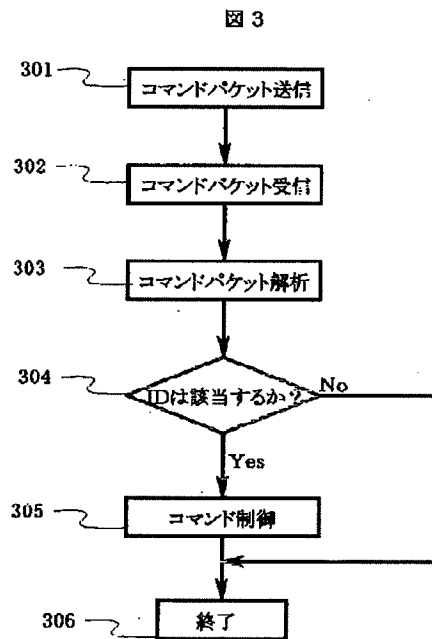 図 3
301
コマンドパケット送信
302
コマンドパケット受信
303
コマンドパケット解析
304
IDは該当するか?
No
Yes
305
コマンド制御
306
終了